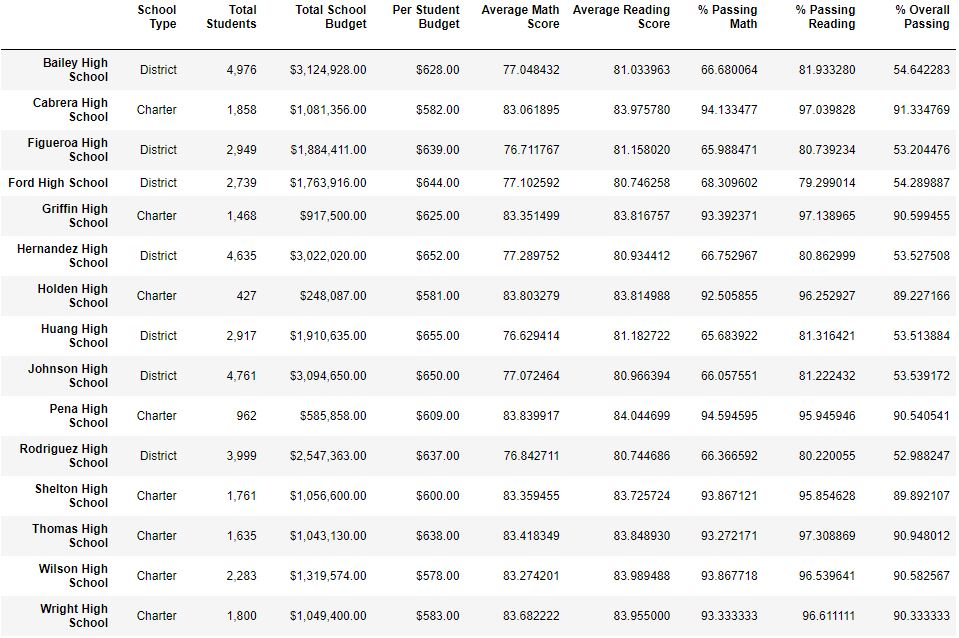 School Type Total Students Total School Budget Per Student Budget Average Math Score Average Reading Score % Passing Math % Passing Reading % Overall Passing
Bailey High School District 4,976 $3,124,928.00 $628.00 77.048432 81.033963 66.680064 81.933280 54.642283
Cabrera High School Charter 1,858 $1,081,356.00 $582.00 83.061895 83.975780 94.133477 97.039828 91.334769
Figueroa High School District 2,949 $1,884,411.00 $639.00 76.711767 81.158020 65.988471 80.739234 53.204476
Ford High School District 2,739 $1,763,916.00 $644.00 77.102592 80.746258 68.309602 79.299014 54.289887
Griffin High School Charter 1,468 $917,500.00 $625.00 83.351499 83.816757 93.392371 97.138965 90.599455
Hernandez High School District 4,635 $3,022,020.00 $652.00 77.289752 80.934412 66.752967 80.862999 53.527508
Holden High School Charter 427 $248,087.00 $581.00 83.803279 83.814988 92.505855 96.252927 89.227166
Huang High School District 2,917 $1,910,635.00 $655.00 76.629414 81.182722 65.683922 81.316421 53.513884
Johnson High School District 4,761 $3,094,650.00 $650.00 77.072464 80.966394 66.057551 81.222432 53.539172
Pena High School Charter 962 $585,858.00 $609.00 83.839917 84.044699 94.594595 95.945946 90.540541
Rodriguez High School District 3,999 $2,547,363.00 $637.00 76.842711 80.744686 66.366592 80.220055 52.988247
Shelton High School Charter 1,761 $1,056,600.00 $600.00 83.359455 83.725724 93.867121 95.854628 89.892107
Thomas High School Charter 1,635 $1,043,130.00 $638.00 83.418349 83.848930 93.272171 97.308869 90.948012
Wilson High School Charter 2,283 $1,319,574.00 $578.00 83.274201 83.989488 93.867718 96.539641 90.582567
Wright High School Charter 1,800 $1,049,400.00 $583.00 83.682222 83.955000 93.333333 96.611111 90.333333